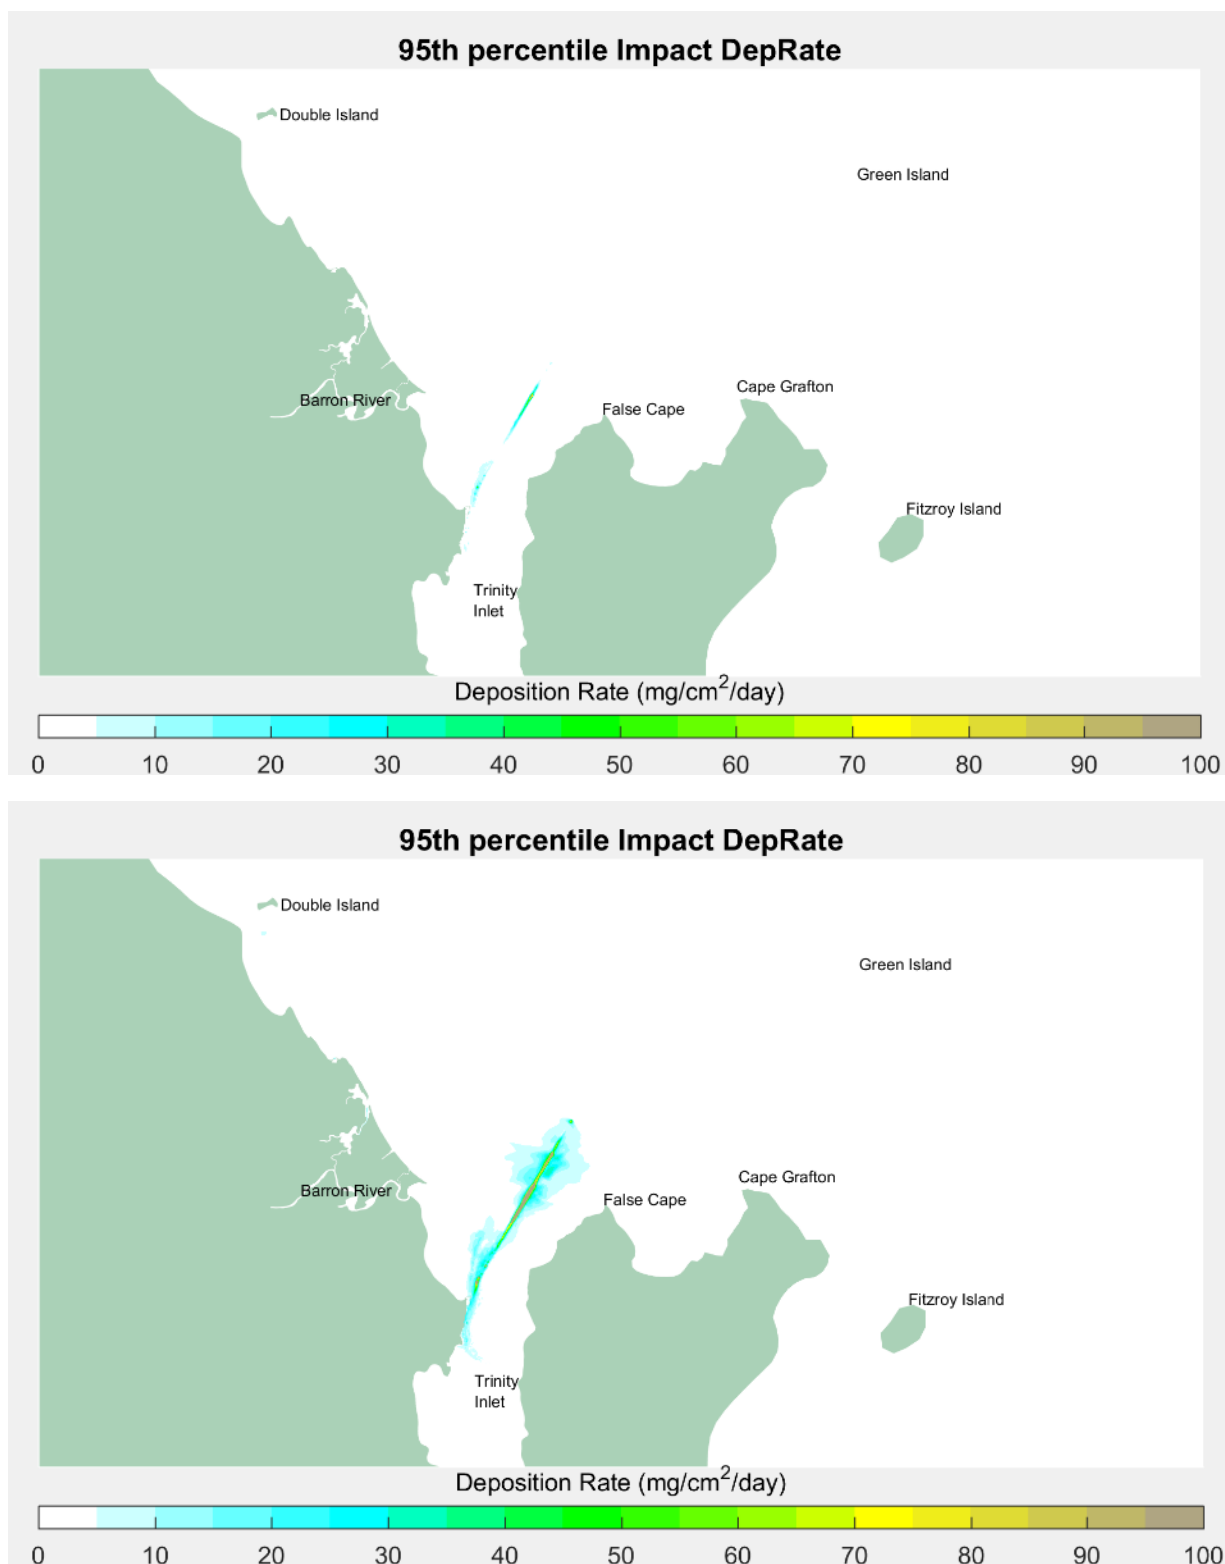 95th percentile Impact DepRate
Double Island
Green Island
Cape Grafton
Barron River
False Cape
Fitzroy Island
Trinity
Inlet
Deposition Rate (mg/cm²/day)
0 10 20 30 40 50 60 70 80 90 100
95th percentile Impact DepRate
Double Island
Green Island
Cape Grafton
Barron River
False Cape
Fitzroy Island
Trinity
Inlet
Deposition Rate (mg/cm²/day)
0 10 20 30 40 50 60 70 80 90 100